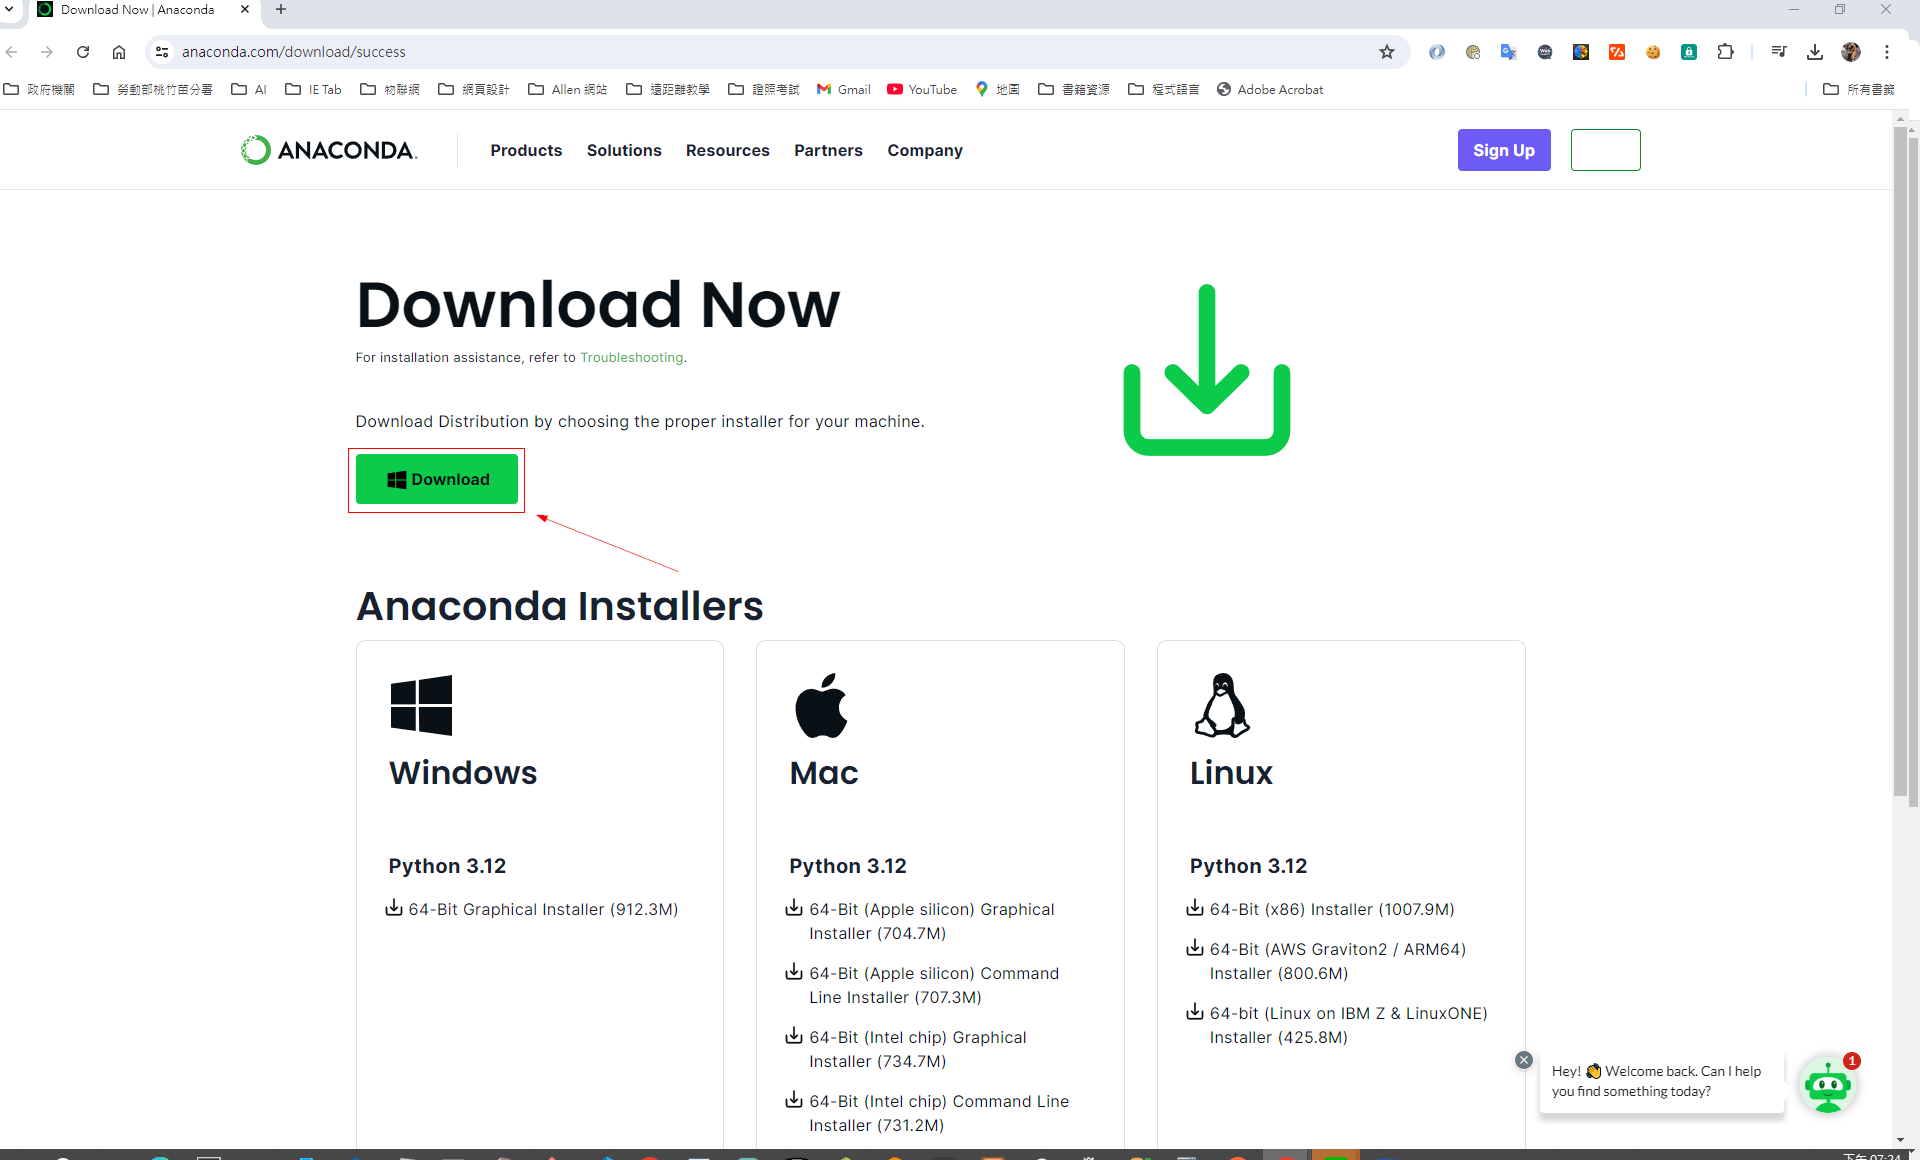 Download Now | Anaconda
anaconda.com/download/success
政府機關 勞動部桃竹苗分署 AI IE Tab 物聯網 網頁設計 Allen 網站 遠距離教學 證照考試 Gmail YouTube 地圖 書籍資源 程式語言 Adobe Acrobat 所有書籤
ANACONDA. Products Solutions Resources Partners Company Sign Up
Download Now
For installation assistance, refer to Troubleshooting.
Download Distribution by choosing the proper installer for your machine.
Download
Anaconda Installers
Windows
Python 3.12
64-Bit Graphical Installer (912.3M)
Mac
Python 3.12
64-Bit (Apple silicon) Graphical
Installer (704.7M)
64-Bit (Apple silicon) Command
Line Installer (707.3M)
64-Bit (Intel chip) Graphical
Installer (734.7M)
64-Bit (Intel chip) Command Line
Installer (731.2M)
Linux
Python 3.12
64-Bit (x86) Installer (1007.9M)
64-Bit (AWS Graviton2 / ARM64)
Installer (800.6M)
64-bit (Linux on IBM Z & LinuxONE)
Installer (425.8M)
Hey! 👋 Welcome back. Can I help
you find something today?
1